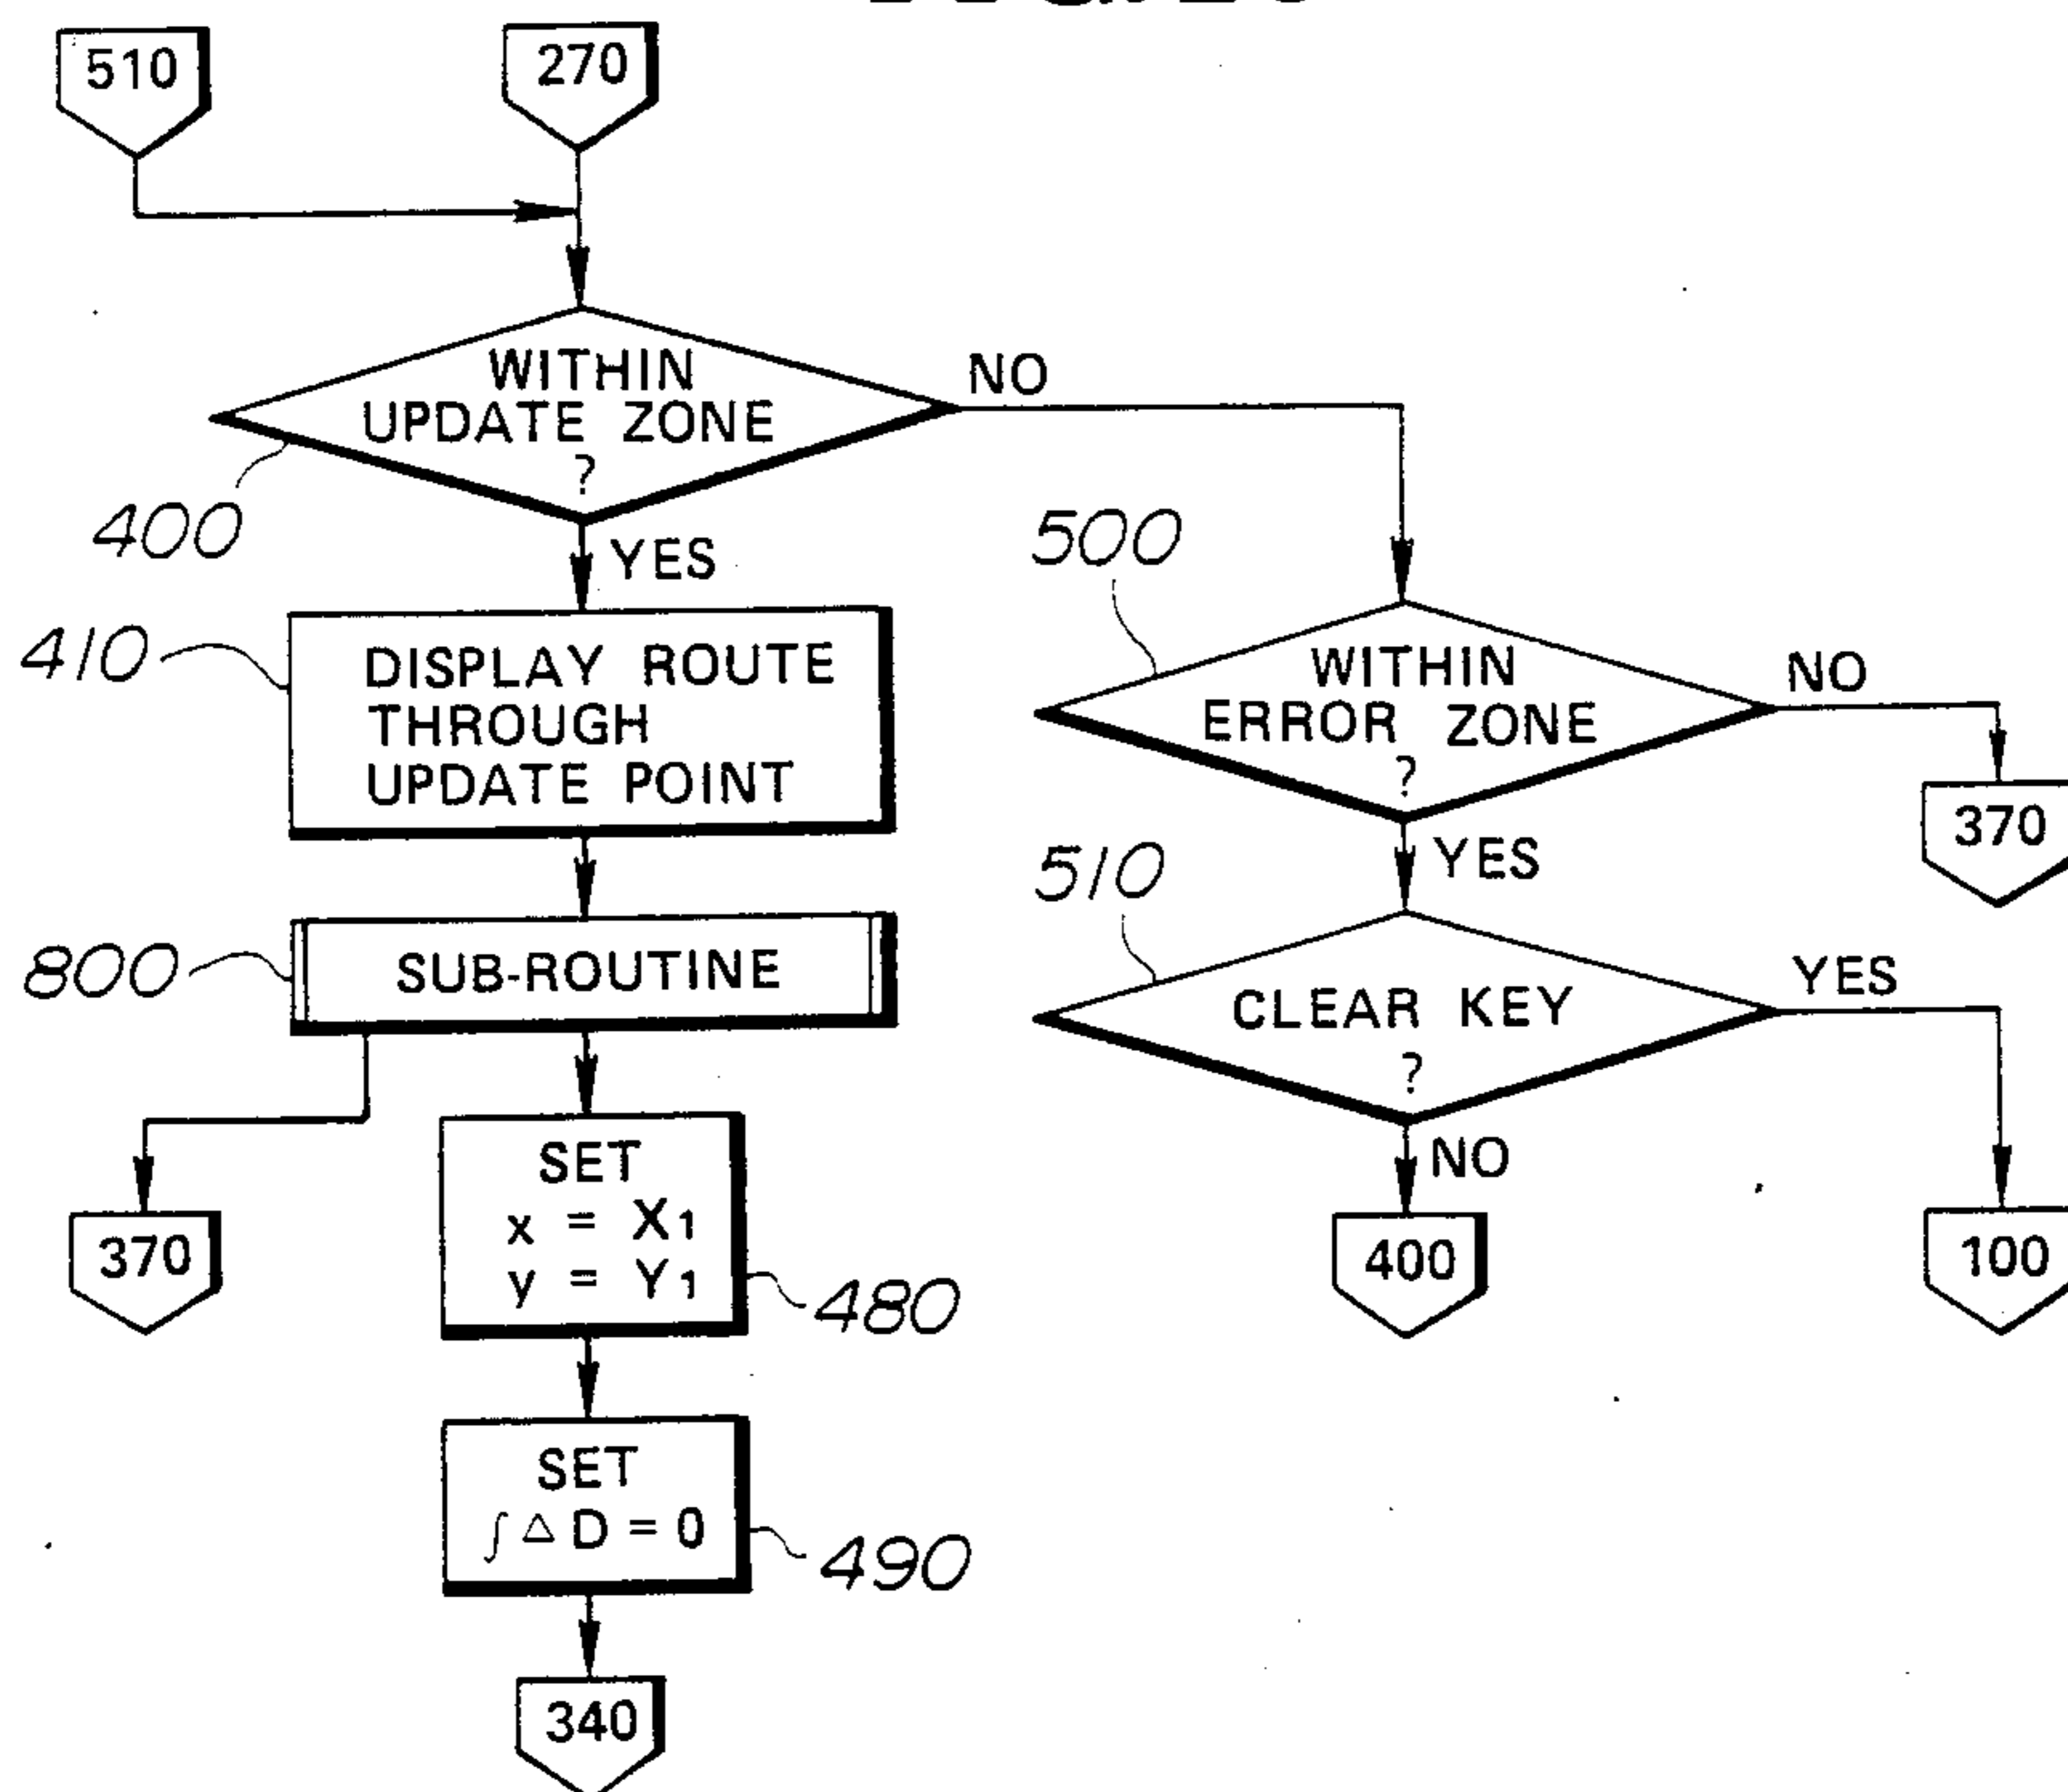 510
270
WITHIN
UPDATE ZONE
?
NO
400
YES
500
410
DISPLAY ROUTE
THROUGH
UPDATE POINT
WITHIN
ERROR ZONE
?
NO
370
YES
510
800
SUB-ROUTINE
CLEAR KEY
?
YES
NO
370
SET
x = X1
y = Y1
480
400
100
SET
∫ △ D = 0
490
340